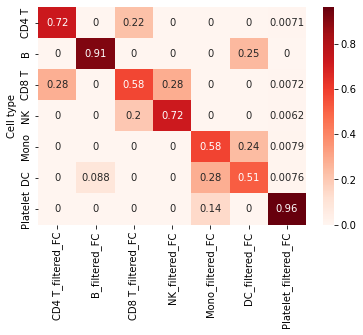 CD4 T 0.72 0 0.22 0 0 0 0.0071
B 0 0.91 0 0 0 0.25 0
CD8 T 0.28 0 0.58 0.28 0 0 0.0072
NK 0 0 0.2 0.72 0 0 0.0062
Mono 0 0 0 0 0.58 0.24 0.0079
DC 0 0.088 0 0 0.28 0.51 0.0076
Platelet 0 0 0 0 0.14 0 0.96
Cell type
CD4 T_filtered_FC
B_filtered_FC
CD8 T_filtered_FC
NK_filtered_FC
Mono_filtered_FC
DC_filtered_FC
Platelet_filtered_FC
0.8
0.6
0.4
0.2
0.0